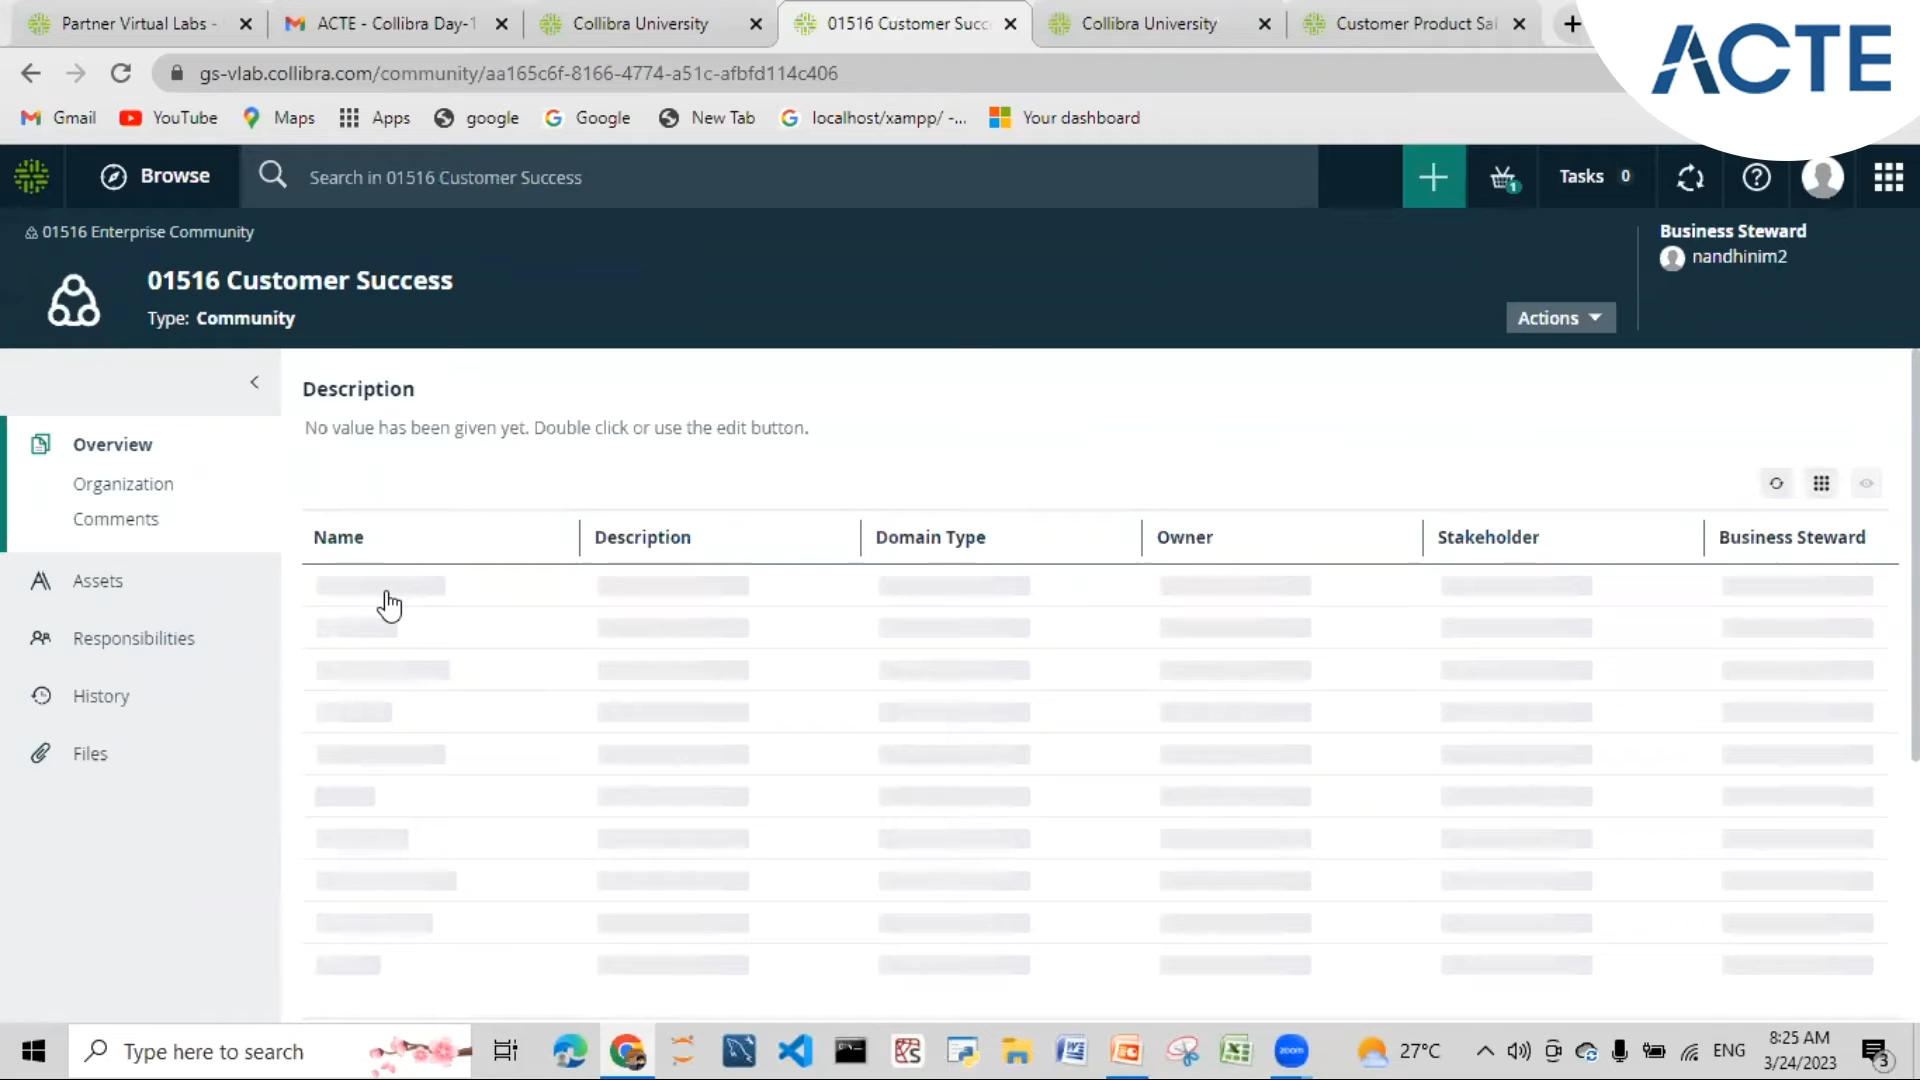 Partner Virtual Labs -
ACTE - Collibra Day-1
Collibra University
01516 Customer Succ
Collibra University
Customer Product Sal
ACTE
gs-vlab.collibra.com/community/aa165c6f-8166-4774-a51c-afbfd114c406
Gmail
YouTube
Maps
Apps
google
Google
New Tab
localhost/xampp/ -...
Your dashboard
Browse
Search in 01516 Customer Success
1
Tasks 0
01516 Enterprise Community
01516 Customer Success
Type: Community
Actions
Business Steward
nandhinim2
Overview
Organization
Comments
Assets
Responsibilities
History
Files
Description
No value has been given yet. Double click or use the edit button.
Name Description Domain Type Owner Stakeholder Business Steward
Type here to search
zoom
27°C
ENG
8:25 AM
3/24/2023
3